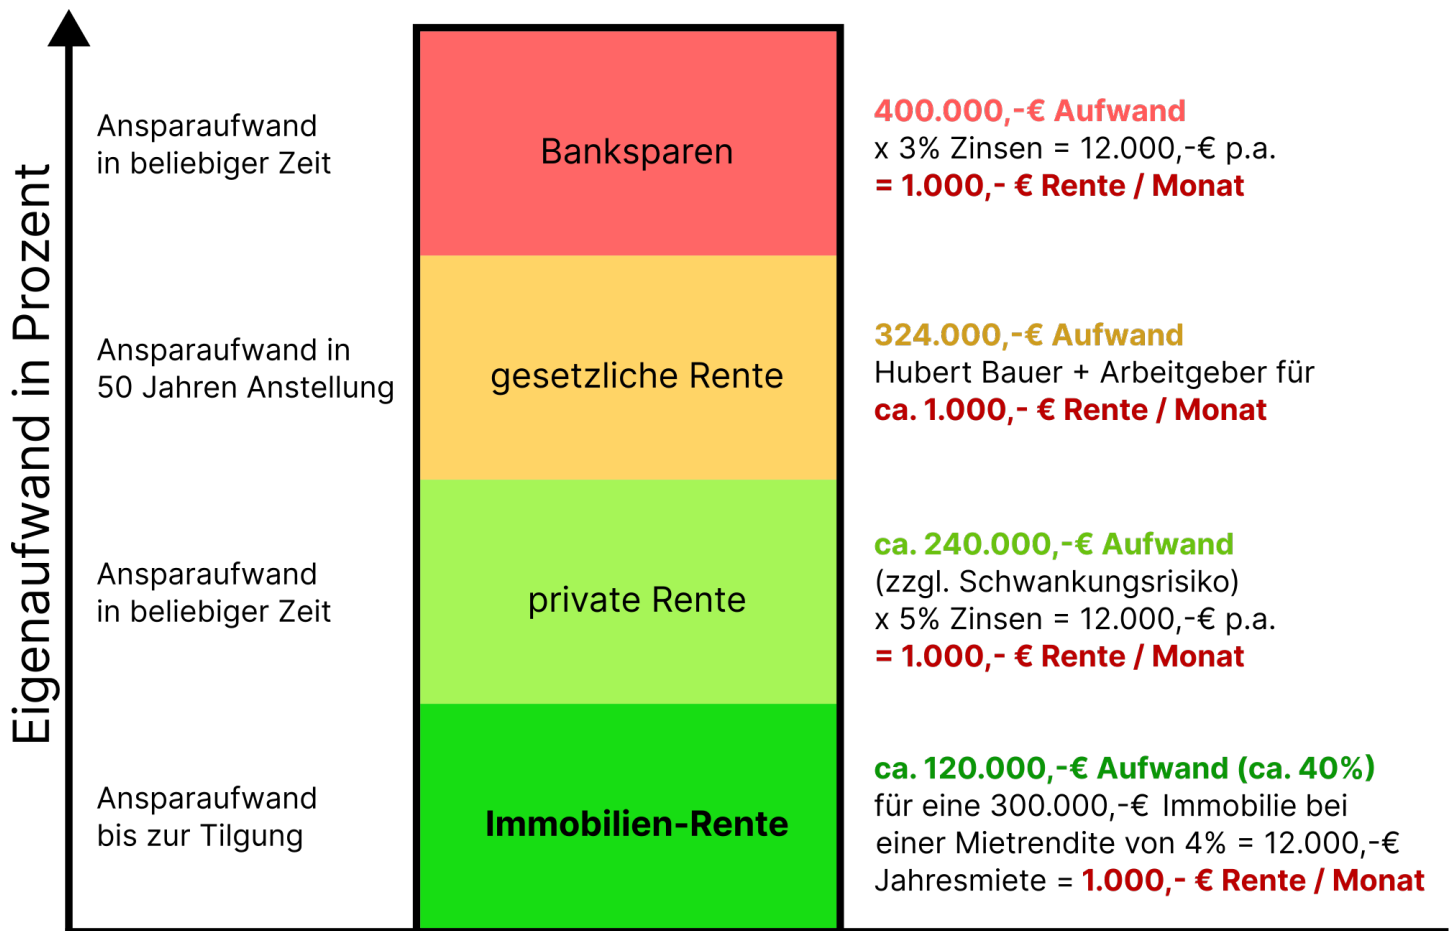 Eigenaufwand in Prozent
Ansparaufwand
in beliebiger Zeit
Banksparen
400.000,-€ Aufwand
x 3% Zinsen = 12.000,-€ p.a.
= 1.000,- € Rente / Monat
Ansparaufwand in
50 Jahren Anstellung
gesetzliche Rente
324.000,-€ Aufwand
Hubert Bauer + Arbeitgeber für
ca. 1.000,- € Rente / Monat
Ansparaufwand
in beliebiger Zeit
private Rente
ca. 240.000,-€ Aufwand
(zzgl. Schwankungsrisiko)
x 5% Zinsen = 12.000,-€ p.a.
= 1.000,- € Rente / Monat
Ansparaufwand
bis zur Tilgung
Immobilien-Rente
ca. 120.000,-€ Aufwand (ca. 40%)
für eine 300.000,-€ Immobilie bei
einer Mietrendite von 4% = 12.000,-€
Jahresmiete = 1.000,- € Rente / Monat